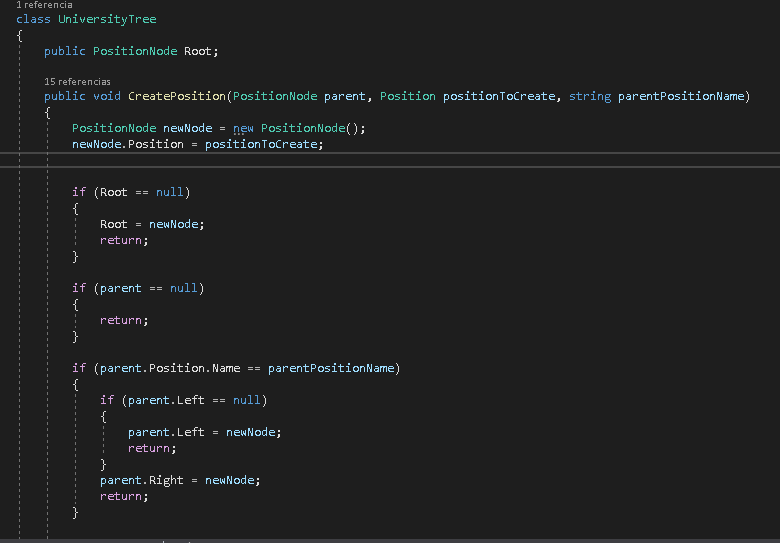 1 referencia
class UniversityTree
{
public PositionNode Root;
15 referencias
public void CreatePosition(PositionNode parent, Position positionToCreate, string parentPositionName)
{
PositionNode newNode = new PositionNode();
newNode.Position = positionToCreate;
if (Root == null)
{
Root = newNode;
return;
}
if (parent == null)
{
return;
}
if (parent.Position.Name == parentPositionName)
{
if (parent.Left == null)
{
parent.Left = newNode;
return;
}
parent.Right = newNode;
return;
}